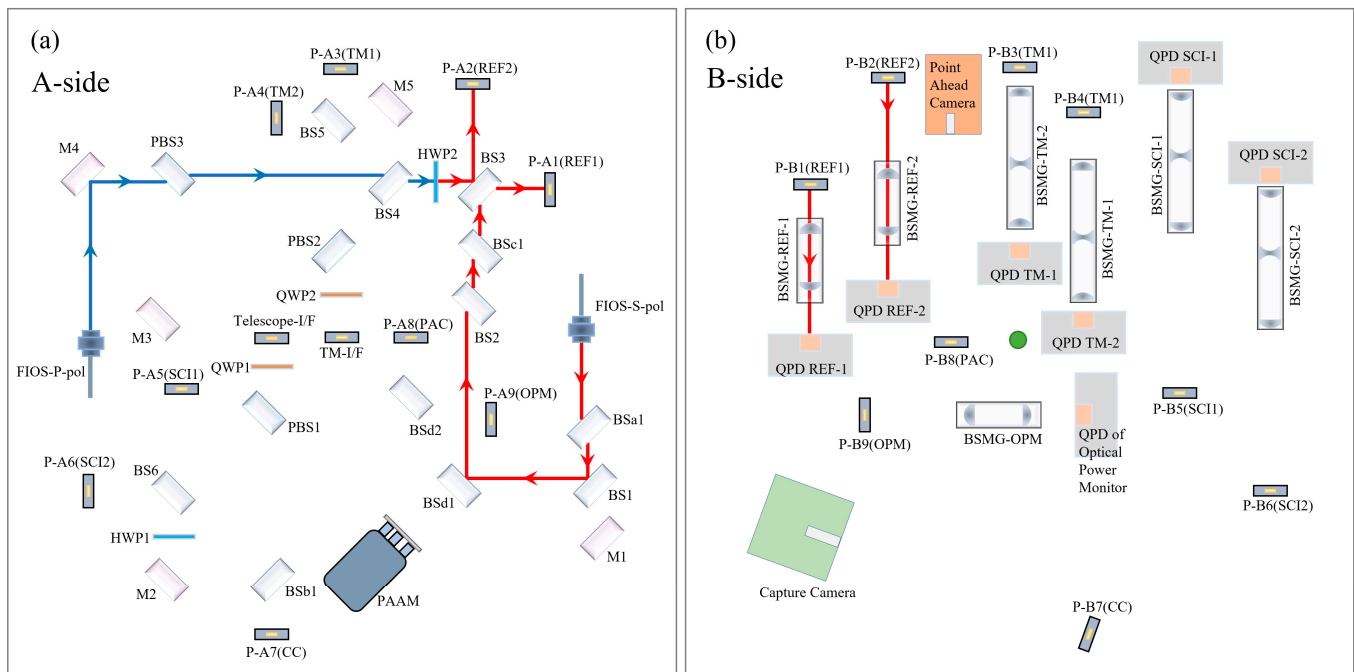 (a)
A-side
P-A3(TM1)
P-A2(REF2)
M5
P-A4(TM2)
BS5
M4
PBS3
HWP2
BS3
P-A1(REF1)
BS4
PBS2
BSc1
QWP2
FIOS-S-pol
M3
Telescope-I/F
TM-I/F
P-A8(PAC)
BS2
FIOS-P-pol
QWP1
P-A5(SCI1)
P-A9(OPM)
PBS1
BSd2
BSa1
P-A6(SCI2)
BS6
BSd1
BS1
HWP1
M1
M2
BSb1
PAAM
P-A7(CC)
(b)
B-side
P-B2(REF2)
Point
Ahead
Camera
P-B3(TM1)
QPD SCI-1
P-B4(TM1)
BSMG-TM-2
BSMG-SCI-1
QPD SCI-2
P-B1(REF1)
BSMG-REF-2
BSMG-REF-1
BSMG-TM-1
BSMG-SCI-2
QPD TM-1
QPD REF-2
QPD TM-2
P-B8(PAC)
QPD REF-1
P-B5(SCI1)
P-B9(OPM)
BSMG-OPM
QPD of
Optical
Power
Monitor
P-B6(SCI2)
Capture Camera
P-B7(CC)